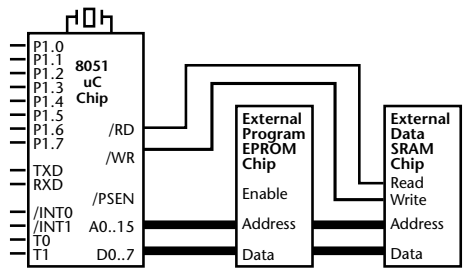 P1.0
P1.1
P1.2
P1.3
P1.4
P1.5
P1.6
P1.7
TXD
RXD
/INT0
/INT1
T0
T1
8051
uC
Chip
/RD
/WR
/PSEN
A0..15
D0..7
External
Program
EPROM
Chip
Enable
Address
Data
External
Data
SRAM
Chip
Read
Write
Address
Data